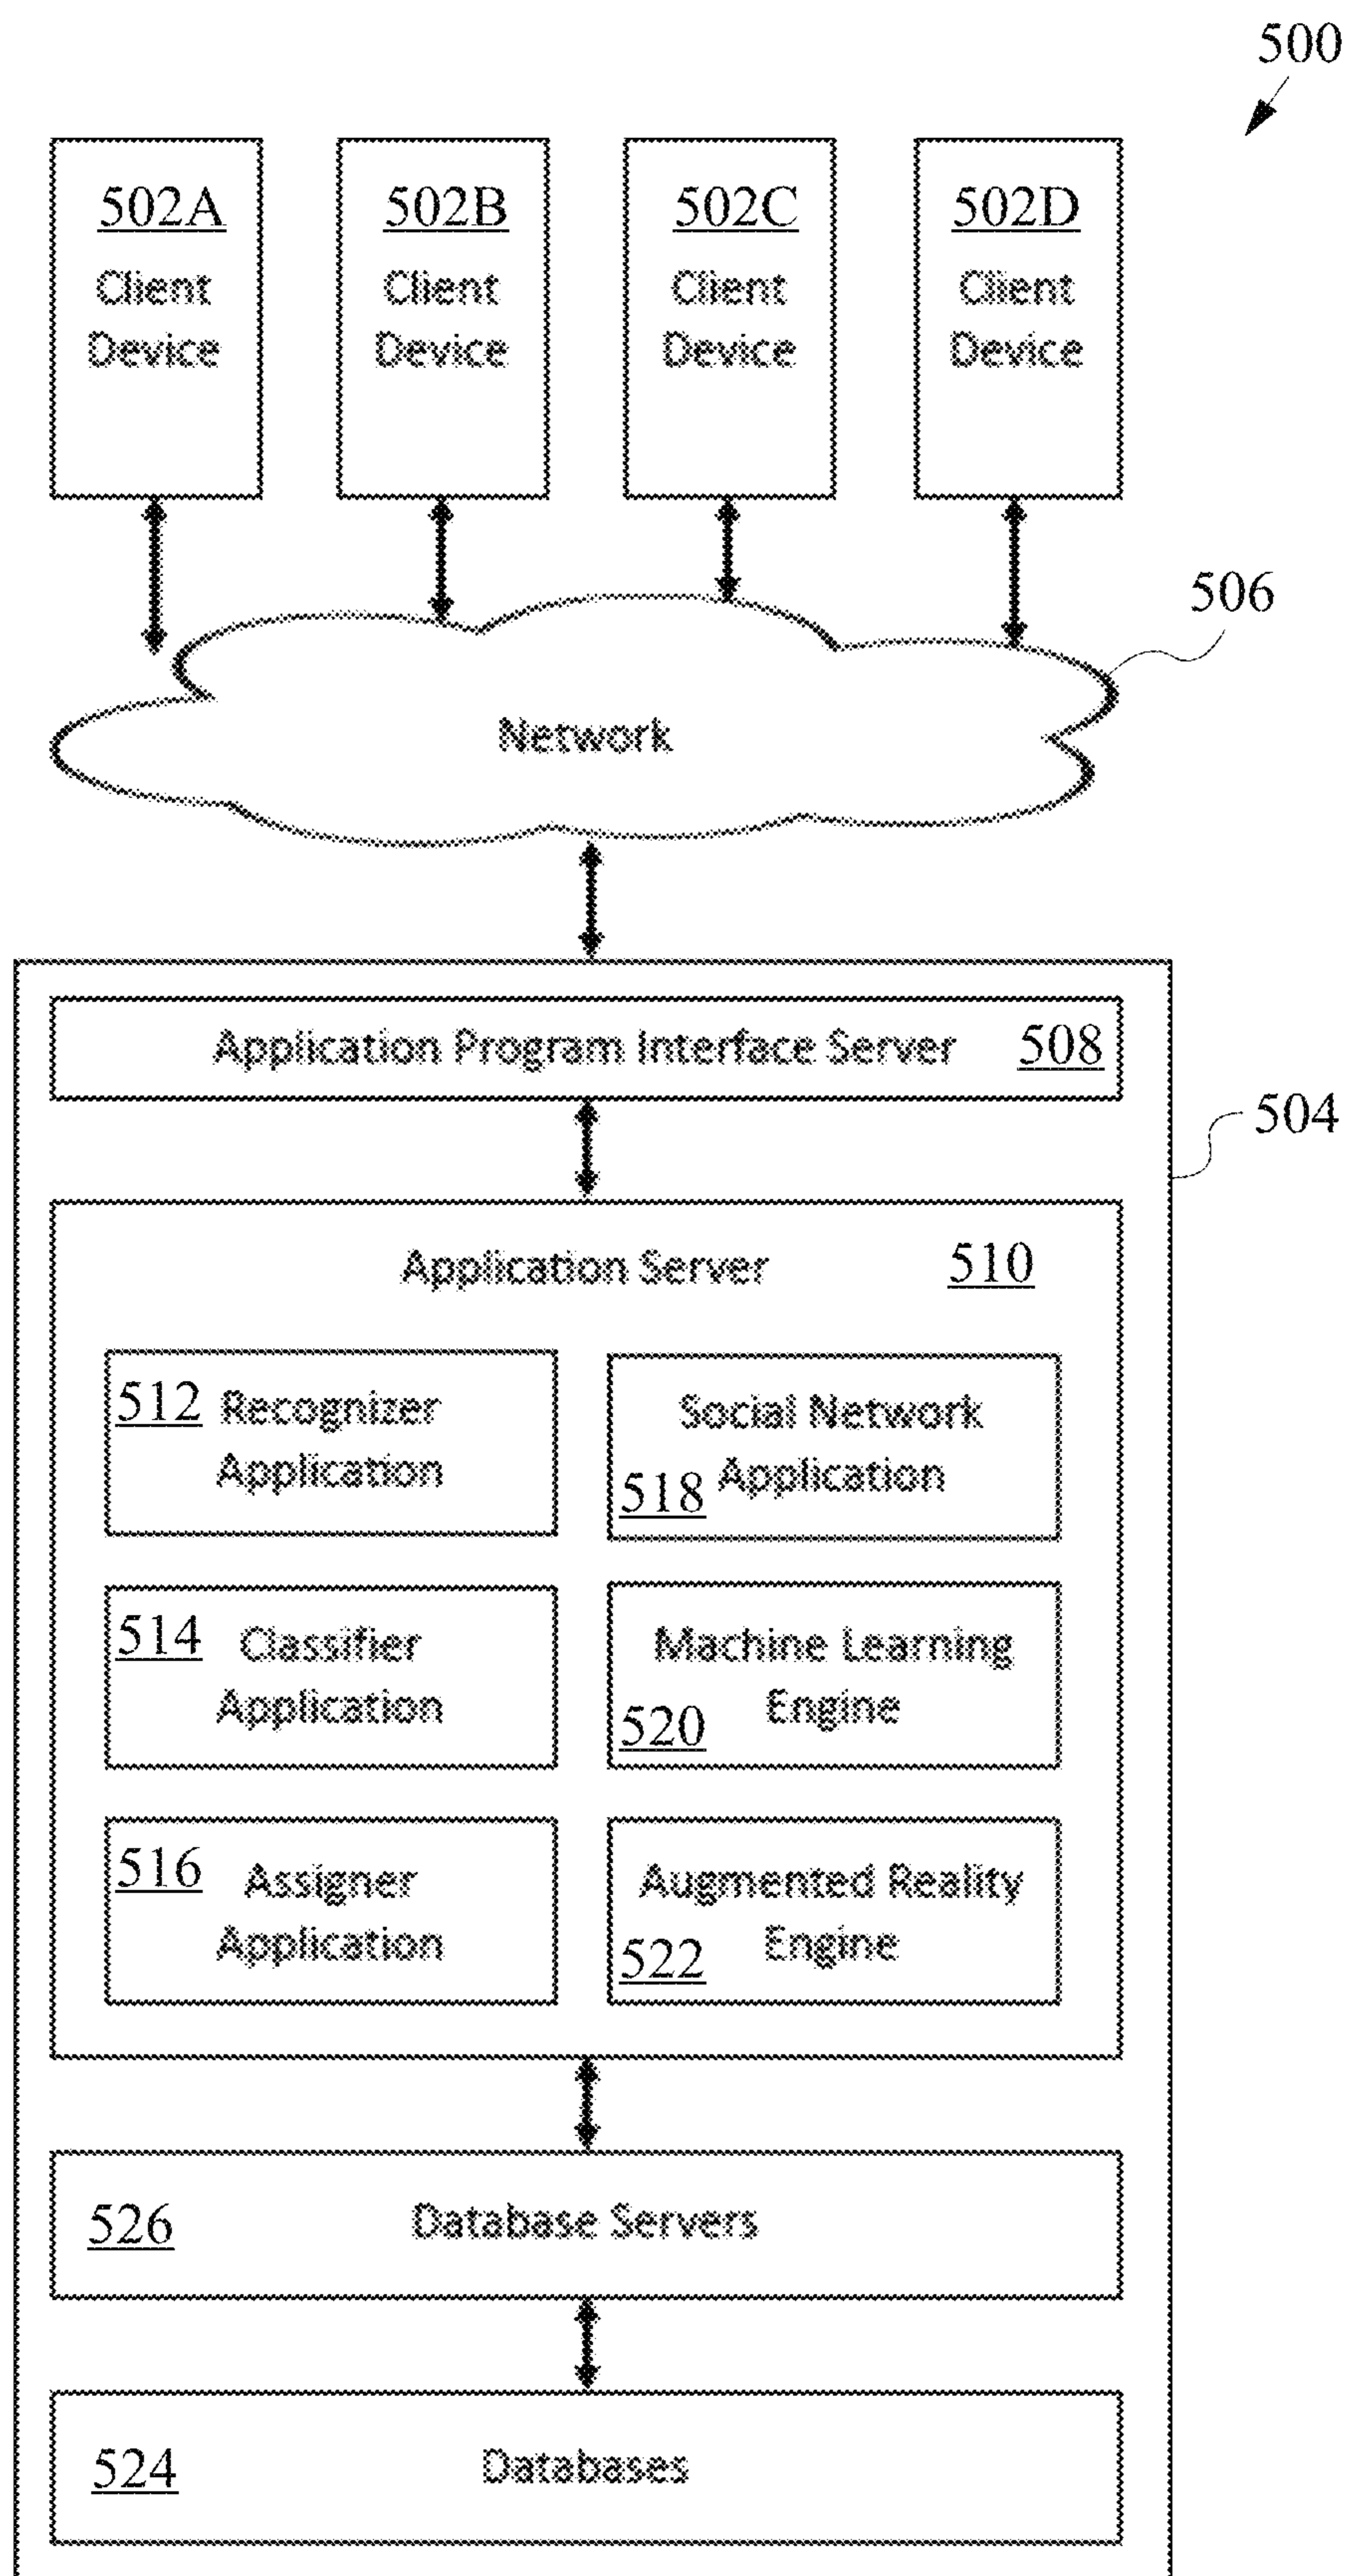 500
502A
Client
Device
502B
Client
Device
502C
Client
Device
502D
Client
Device
506
Network
Application Program Interface Server 508
504
Application Server 510
512 Recognizer
Application
Social Network
518 Application
514 Classifier
Application
Machine Learning
520 Engine
516 Assigner
Application
Augmented Reality
522 Engine
526 Database Servers
524 Databases